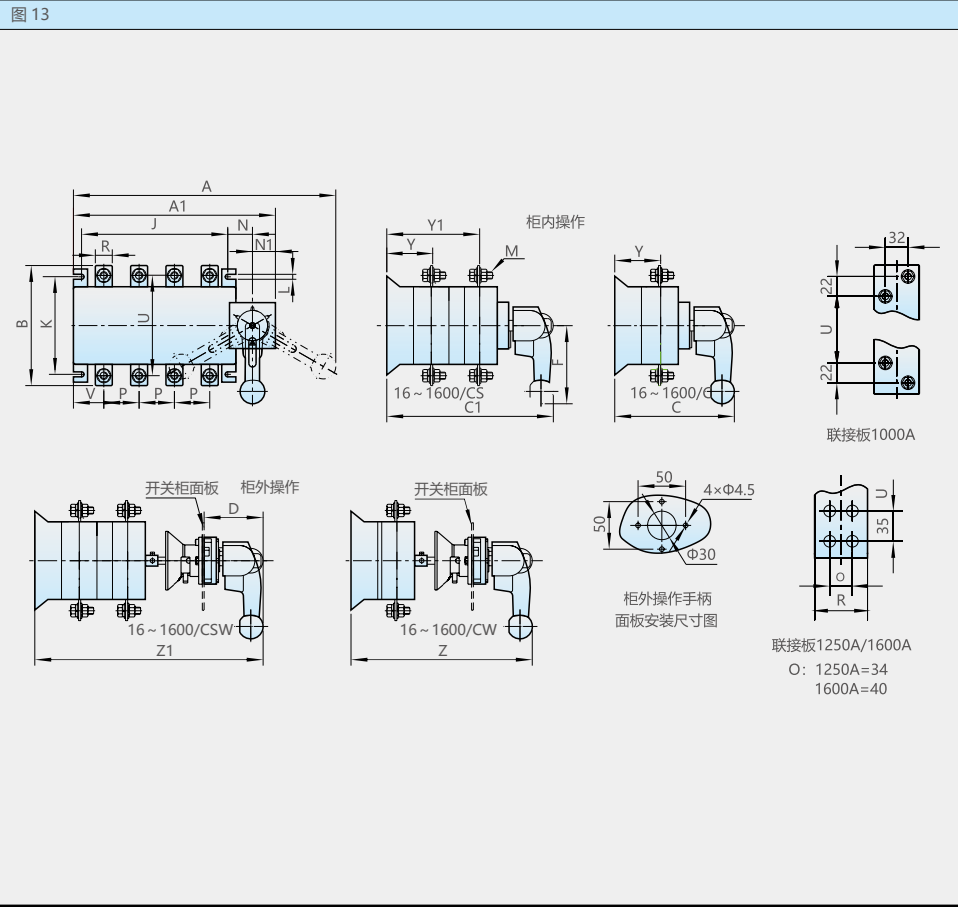 图 13
A
A1
J
N
R
N1
L
B
K
U
V
P
P
P
柜内操作
Y1
Y
M
F
16～1600/CS
C1
Y
16～1600/C
C
32
22
U
22
联接板1000A
开关柜面板
柜外操作
D
16～1600/CSW
Z1
开关柜面板
16～1600/CW
Z
50
4×Φ4.5
50
Φ30
柜外操作手柄
面板安装尺寸图
U
35
O
R
联接板1250A/1600A
O：1250A=34
1600A=40